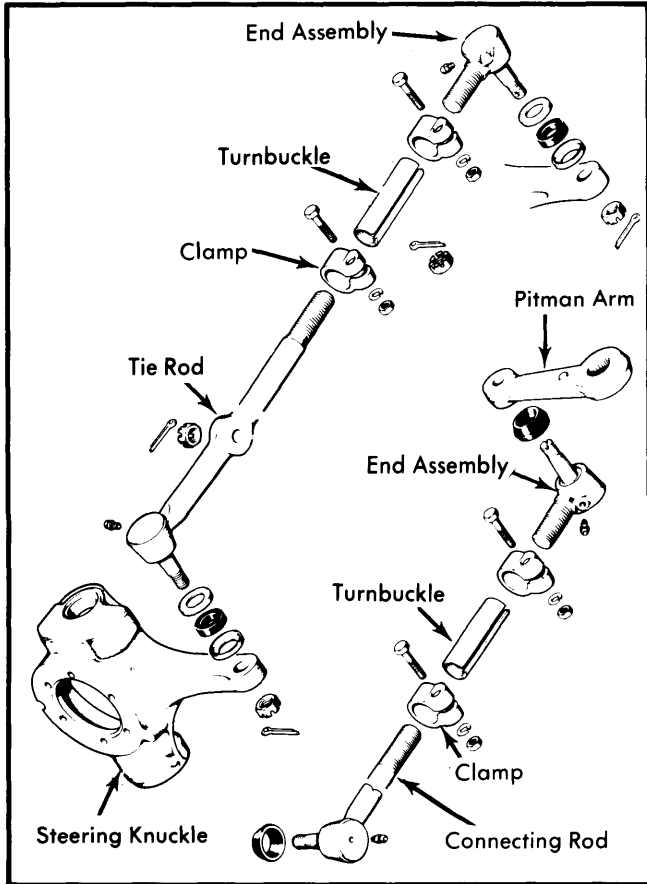 End Assembly
Turnbuckle
Clamp
Pitman Arm
Tie Rod
End Assembly
Turnbuckle
Clamp
Steering Knuckle
Connecting Rod